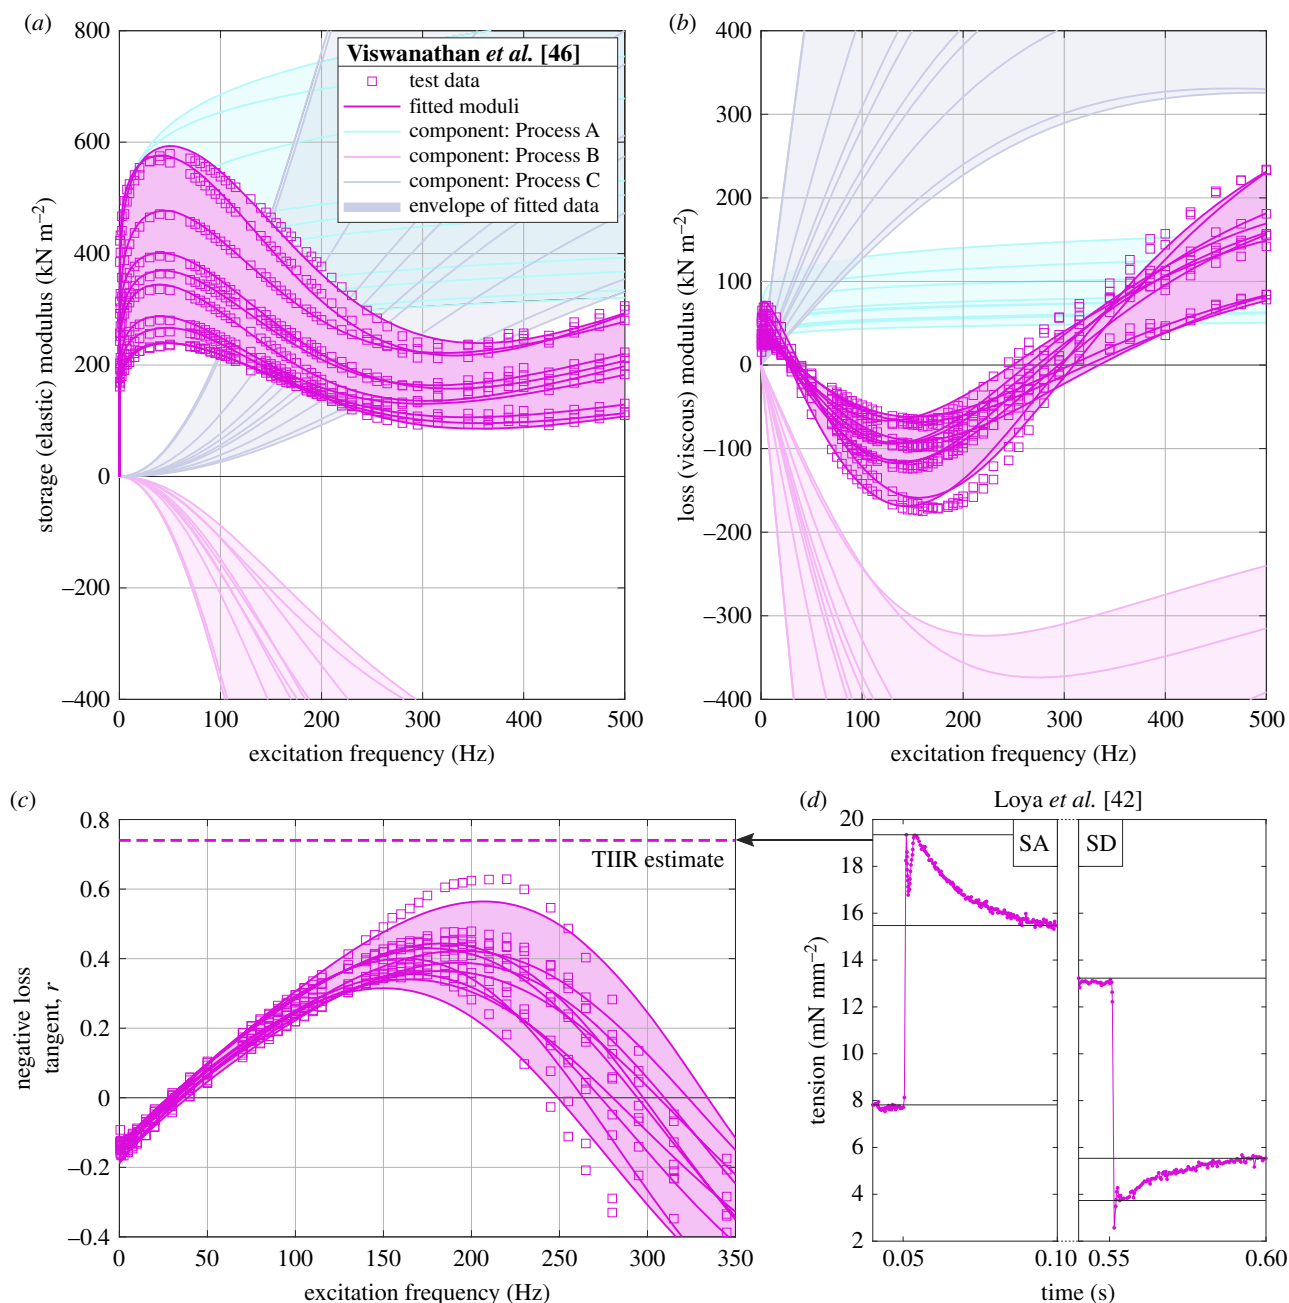 (a)
800
600
400
200
0
–200
–400
storage (elastic) modulus (kN m–2)
Viswanathan et al. [46]
test data
fitted moduli
component: Process A
component: Process B
component: Process C
envelope of fitted data
0 100 200 300 400 500
excitation frequency (Hz)
(b)
400
300
200
100
0
–100
–200
–300
–400
loss (viscous) modulus (kN m–2)
0 100 200 300 400 500
excitation frequency (Hz)
(c)
0.8
0.6
0.4
0.2
0
–0.2
–0.4
negative loss
tangent, r
TIIR estimate
0 50 100 150 200 250 300 350
excitation frequency (Hz)
(d)
Loya et al. [42]
20
18
16
14
12
10
8
6
4
2
tension (mN mm–2)
SA
SD
0.05 0.10 0.55 0.60
time (s)